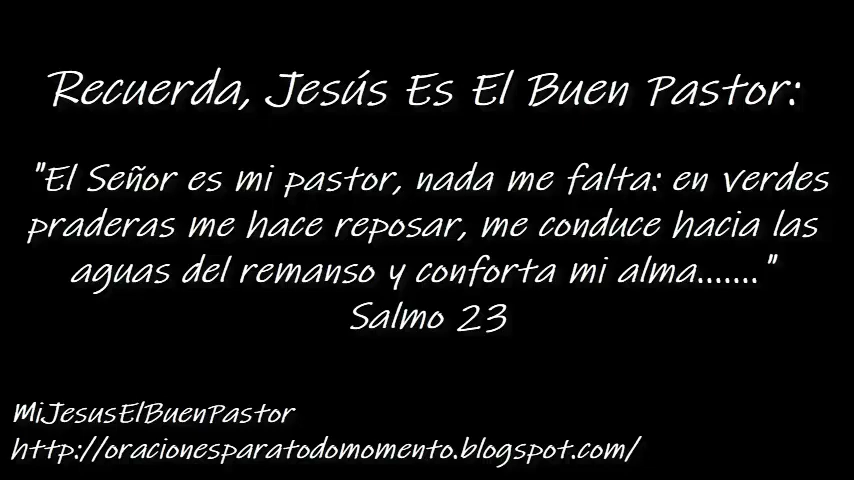 Recuerda, Jesús Es El Buen Pastor:
"El Señor es mi pastor, nada me falta: en verdes
praderas me hace reposar, me conduce hacia las
aguas del remanso y conforta mi alma......."
Salmo 23
MiJesusElBuenPastor
http://oracionesparatodomomento.blogspot.com/